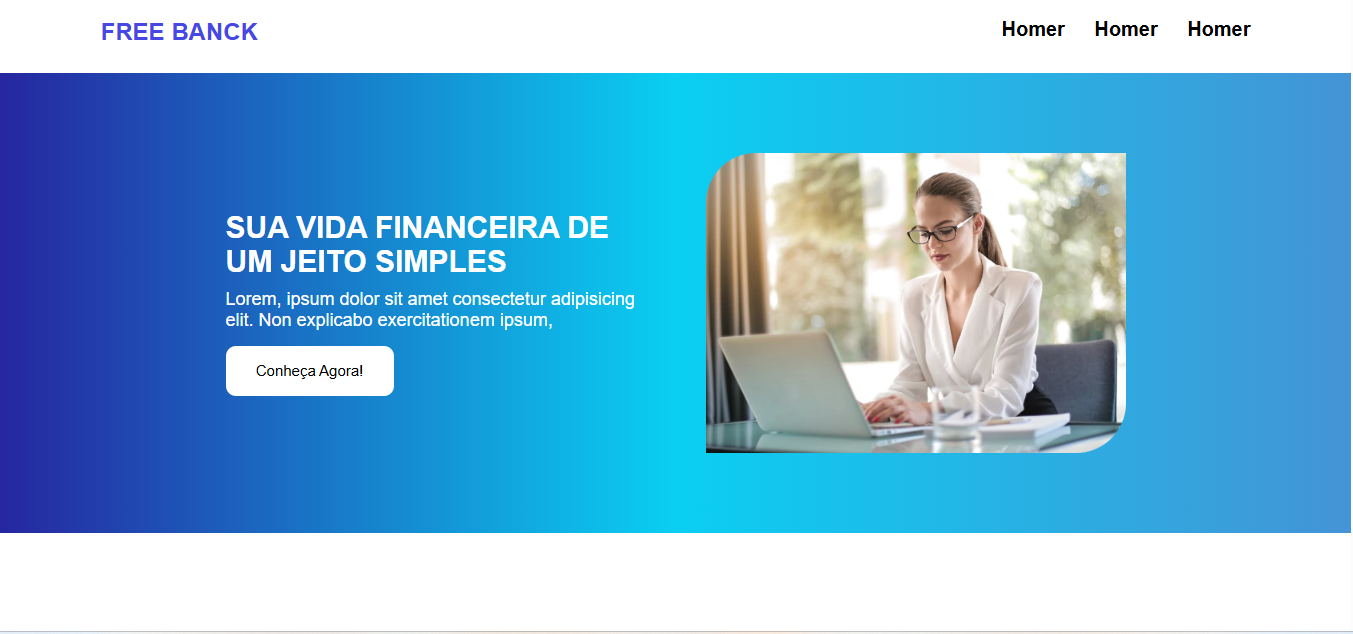 FREE BANCK
Homer Homer Homer
SUA VIDA FINANCEIRA DE
UM JEITO SIMPLES
Lorem, ipsum dolor sit amet consectetur adipisicing
elit. Non explicabo exercitationem ipsum,
Conheça Agora!